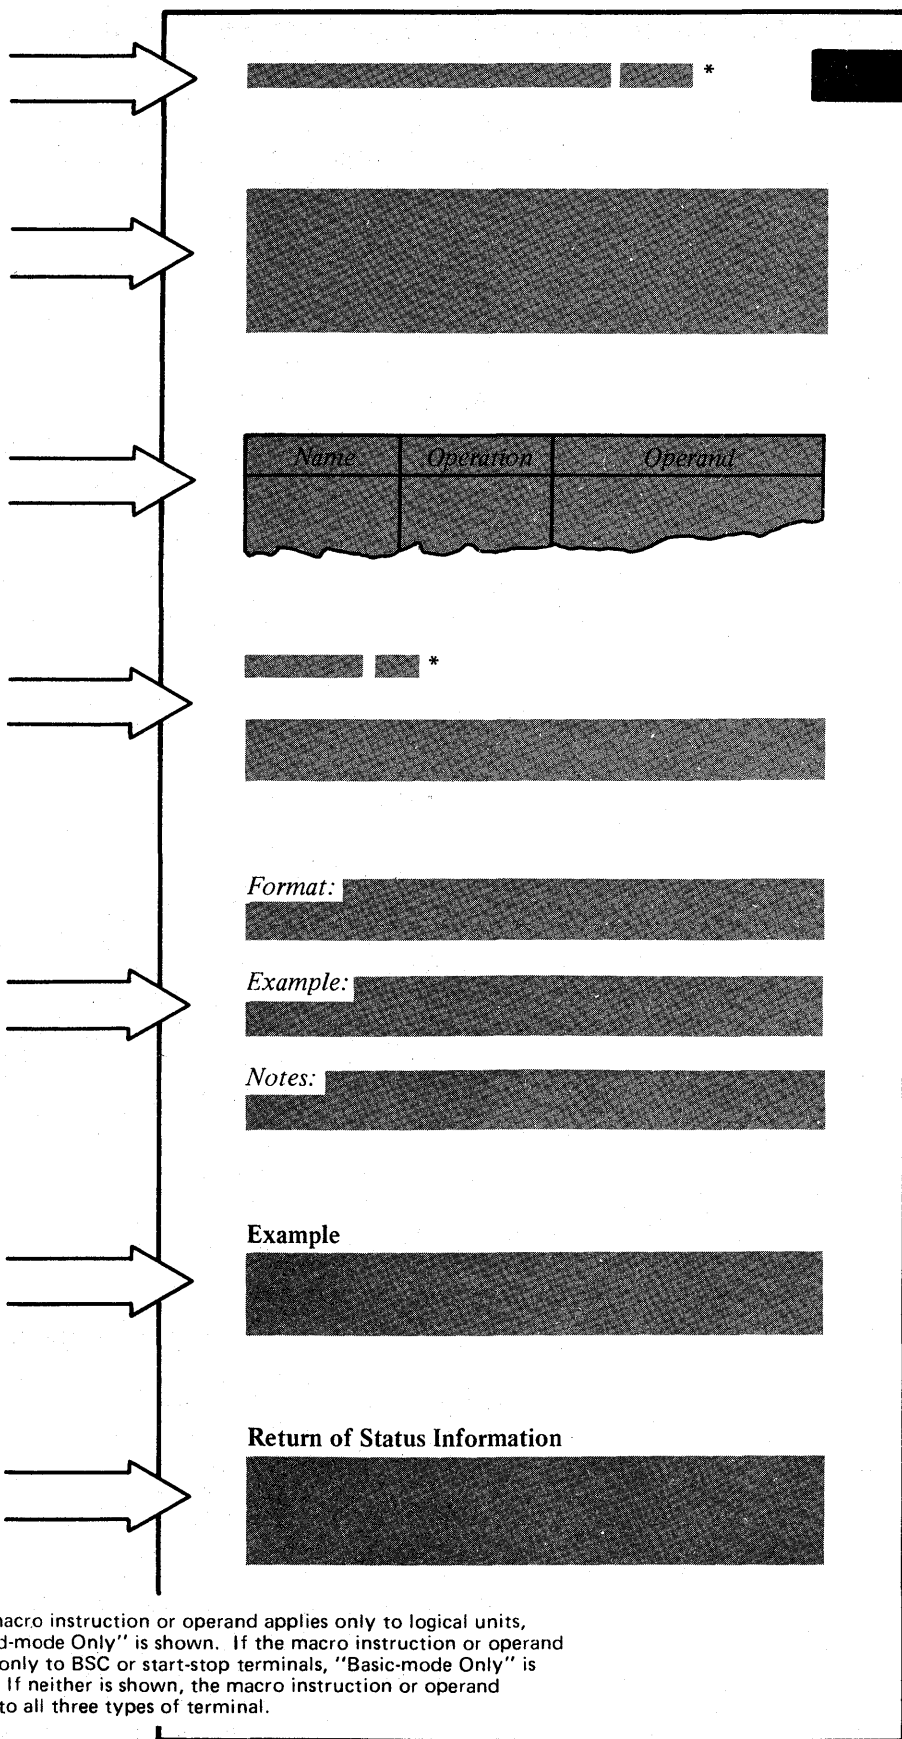 *
Name Operation Operand
*
Format:
Example:
Notes:
Example
Return of Status Information
macro instruction or operand applies only to logical units,
d-mode Only" is shown. If the macro instruction or operand
only to BSC or start-stop terminals, "Basic-mode Only" is
If neither is shown, the macro instruction or operand
to all three types of terminal.